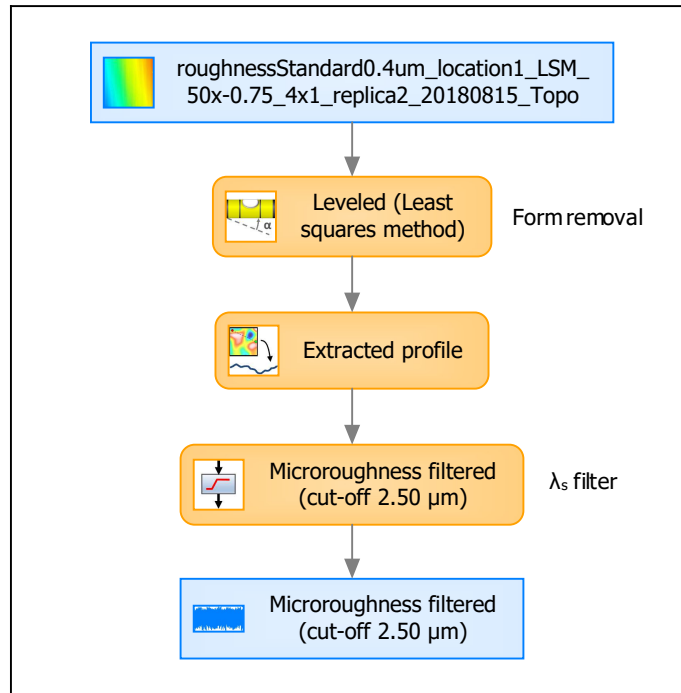 roughnessStandard0.4um_location1_LSM_
50x-0.75_4x1_replica2_20180815_Topo
α
Leveled (Least
squares method)
Form removal
Extracted profile
Microroughness filtered
(cut-off 2.50 µm)
λs filter
Microroughness filtered
(cut-off 2.50 µm)